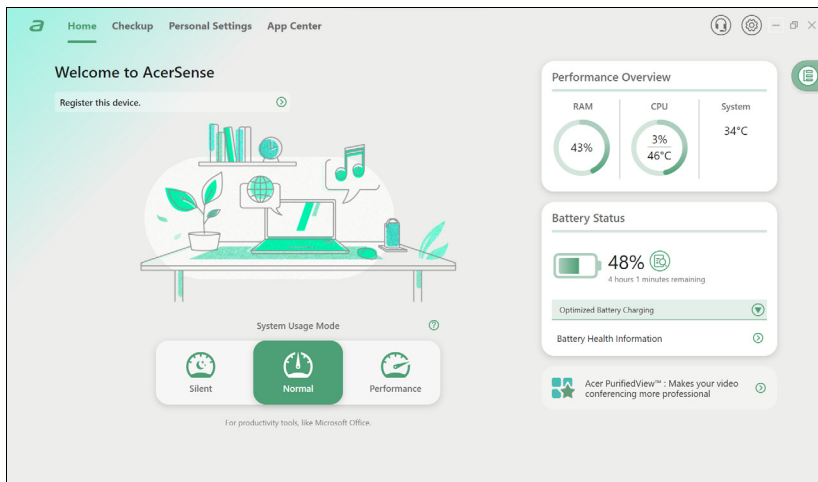 a
Home
Checkup
Personal Settings
App Center
Welcome to AcerSense
Register this device.
System Usage Mode
Silent
Normal
Performance
For productivity tools, like Microsoft Office.
Performance Overview
RAM
CPU
System
43%
3%
46°C
34°C
Battery Status
48%
4 hours 1 minutes remaining
Optimized Battery Charging
Battery Health Information
Acer PurifiedView™ : Makes your video
conferencing more professional